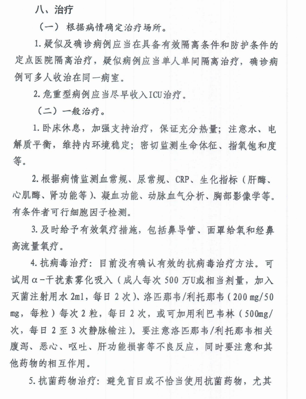 八、治疗
（一）根据病情确定治疗场所。
1.疑似及确诊病例应当在具备有效隔离条件和防护条件的
定点医院隔离治疗，疑似病例应当单人单间隔离治疗，确诊病
例可多人收治在同一病室。
2.危重型病例应当尽早收入ICU治疗。
（二）一般治疗。
1.卧床休息，加强支持治疗，保证充分热量；注意水、电
解质平衡，维持内环境稳定；密切监测生命体征、指氧饱和度
等。
2.根据病情监测血常规、尿常规、CRP、生化指标（肝酶、
心肌酶、肾功能等）、凝血功能、动脉血气分析、胸部影像学等。
有条件者可行细胞因子检测。
3.及时给予有效氧疗措施，包括鼻导管、面罩给氧和经鼻
高流量氧疗。
4.抗病毒治疗：目前没有确认有效的抗病毒治疗方法。可
试用α-干扰素雾化吸入（成人每次500万U或相当剂量，加入
灭菌注射用水2ml，每日2次）、洛匹那韦/利托那韦（200 mg/50
mg，每粒）每次2粒，每日2次，或可加用利巴韦林（500mg/
次，每日2至3次静脉输注）。要注意洛匹那韦/利托那韦相关
腹泻、恶心、呕吐、肝功能损害等不良反应，同时要注意和其
他药物的相互作用。
5.抗菌药物治疗：避免盲目或不恰当使用抗菌药物，尤其